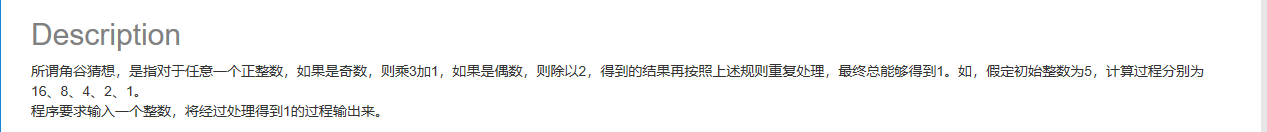 Description
所谓角谷猜想，是指对于任意一个正整数，如果是奇数，则乘3加1，如果是偶数，则除以2，得到的结果再按照上述规则重复处理，最终总能够得到1。如，假定初始整数为5，计算过程分别为
16、8、4、2、1。
程序要求输入一个整数，将经过处理得到1的过程输出来。